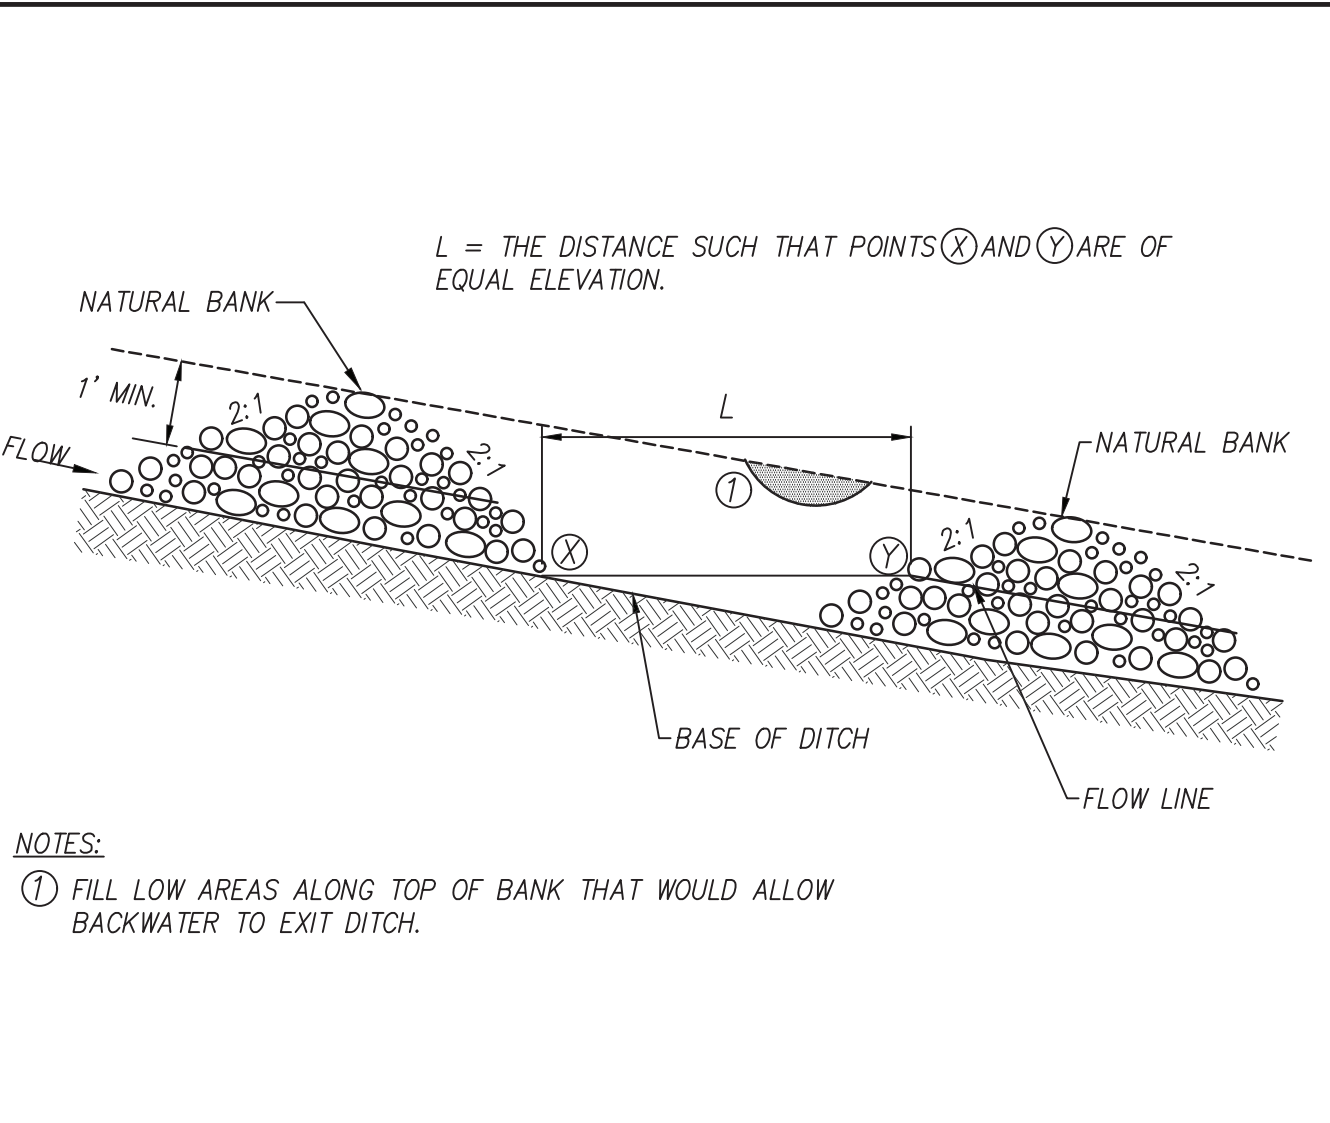 L = THE DISTANCE SUCH THAT POINTS X AND Y ARE OF
EQUAL ELEVATION.
NATURAL BANK
1' MIN.
FLOW
2:1
2:1
L
1
NATURAL BANK
2:1
2:1
X
Y
BASE OF DITCH
FLOW LINE
NOTES:
1 FILL LOW AREAS ALONG TOP OF BANK THAT WOULD ALLOW
BACKWATER TO EXIT DITCH.